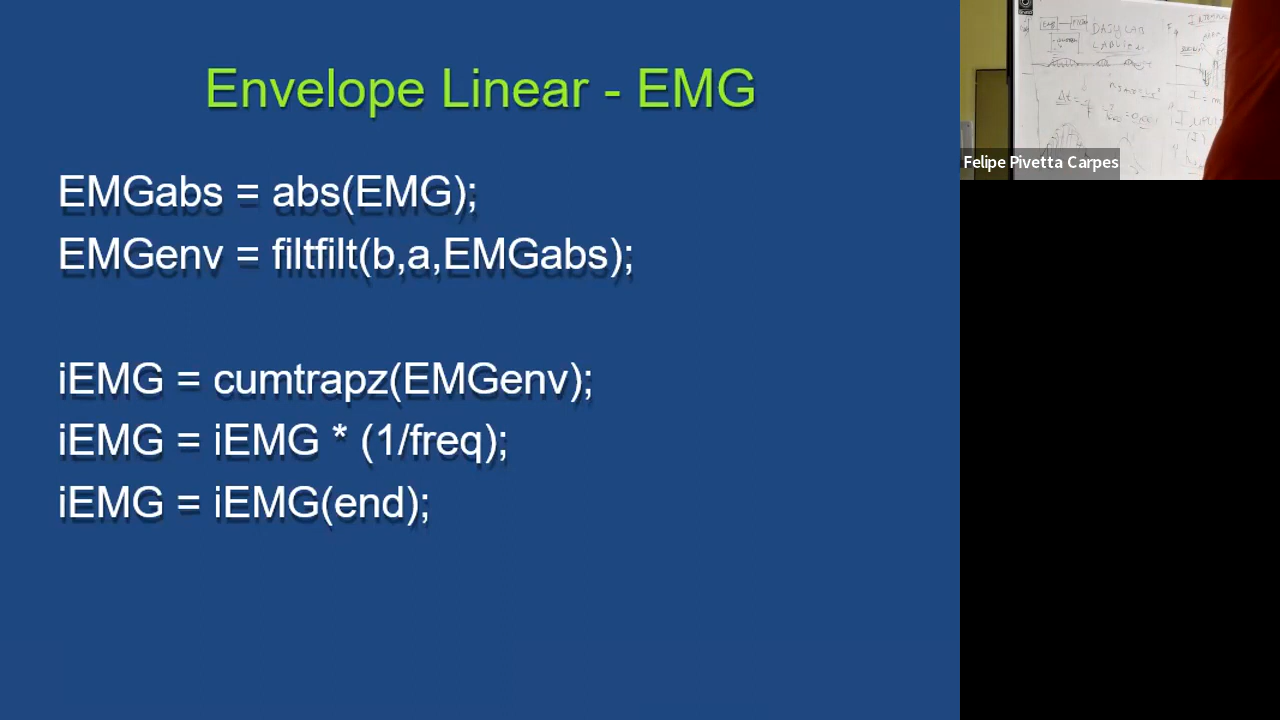 Envelope Linear - EMG
EMGabs = abs(EMG);
EMGenv = filtfilt(b,a,EMGabs);
iEMG = cumtrapz(EMGenv);
iEMG = iEMG * (1/freq);
iEMG = iEMG(end);
Felipe Pivetta Carpes
DASYLAB